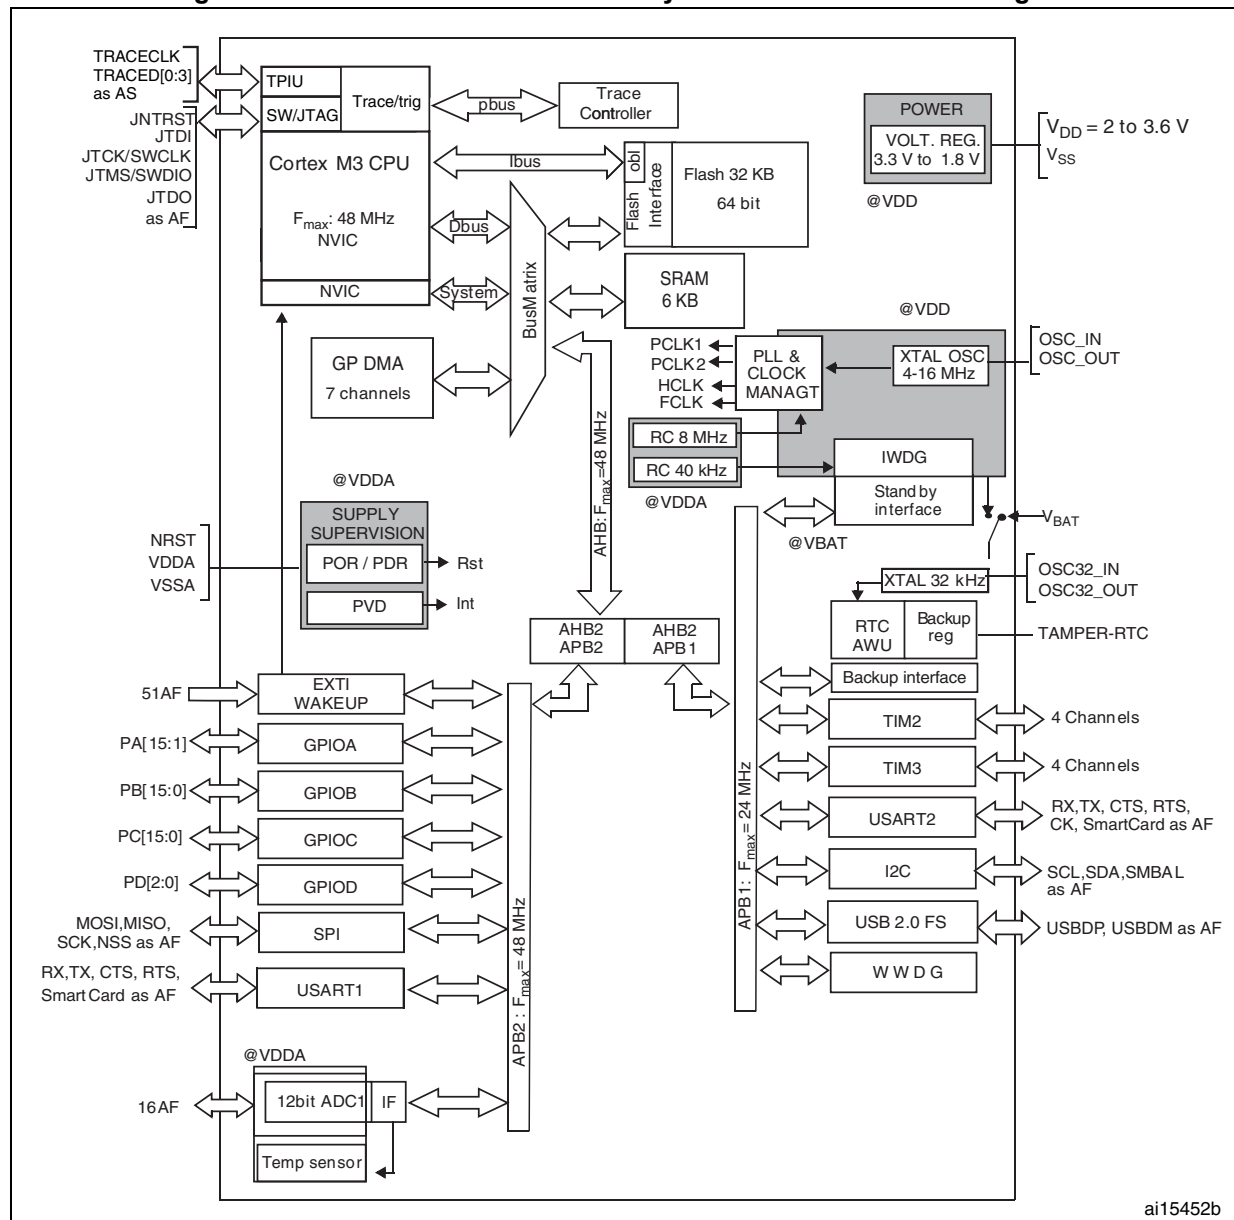 TRACECLK
TRACED[0:3]
as AS
JNTRST
JTDI
JTCK/SWCLK
JTMS/SWDIO
JTDO
as AF
TPIU
SW/JTAG
Trace/trig
pbus
Trace
Controller
Cortex M3 CPU
Fmax: 48 MHz
NVIC
NVIC
Ibus
Dbus
System
BusMatrix
Flash obl
Interface
Flash 32 KB
64 bit
SRAM
6 KB
POWER
VOLT. REG.
3.3 V to 1.8 V
@VDD
VDD = 2 to 3.6 V
VSS
GP DMA
7 channels
AHB: Fmax=48 MHz
@VDD
PCLK1
PCLK2
HCLK
FCLK
PLL &
CLOCK
MANAGT
XTAL OSC
4-16 MHz
OSC_IN
OSC_OUT
RC 8 MHz
RC 40 kHz
@VDDA
IWDG
Stand by
interface
@VBAT
VBAT
@VDDA
SUPPLY
SUPERVISION
POR / PDR
PVD
Rst
Int
NRST
VDDA
VSSA
XTAL 32 kHz
OSC32_IN
OSC32_OUT
RTC
AWU
Backup
reg
TAMPER-RTC
Backup interface
AHB2
APB2
AHB2
APB1
51AF
EXTI
WAKEUP
PA[15:1]
GPIOA
PB[15:0]
GPIOB
PC[15:0]
GPIOC
PD[2:0]
GPIOD
MOSI,MISO,
SCK,NSS as AF
SPI
RX,TX, CTS, RTS,
SmartCard as AF
USART1
APB2 : Fmax= 48 MHz
APB1 : Fmax= 24 MHz
TIM2
4 Channels
TIM3
4 Channels
USART2
RX,TX, CTS, RTS,
CK, SmartCard as AF
I2C
SCL,SDA,SMBAL
as AF
USB 2.0 FS
USBDP, USBDM as AF
W W D G
@VDDA
16AF
12bit ADC1
IF
Temp sensor
ai15452b